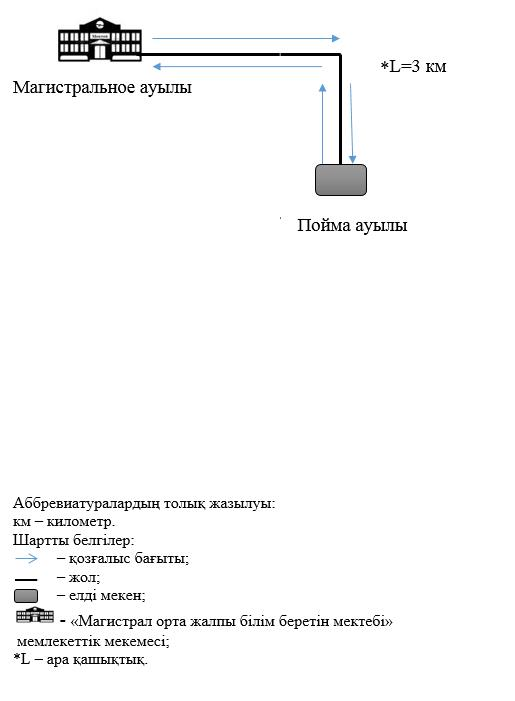 *L=3 км
Магистральное ауылы
Пойма ауылы
Аббревиатуралардың толық жазылуы:
км – километр.
Шартты белгілер:
– қозғалыс бағыты;
– жол;
– елді мекен;
- «Магистрал орта жалпы білім беретін мектебі»
мемлекеттік мекемесі;
*L – ара қашықтық.